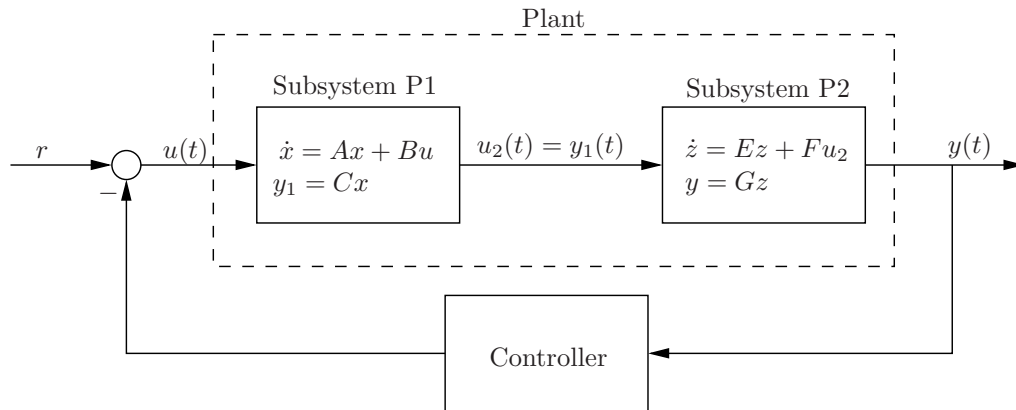 Plant
Subsystem P1
Subsystem P2
r
u(t)
ẋ = Ax + Bu
y₁ = Cx
u₂(t) = y₁(t)
ż = Ez + Fu₂
y = Gz
y(t)
−
Controller